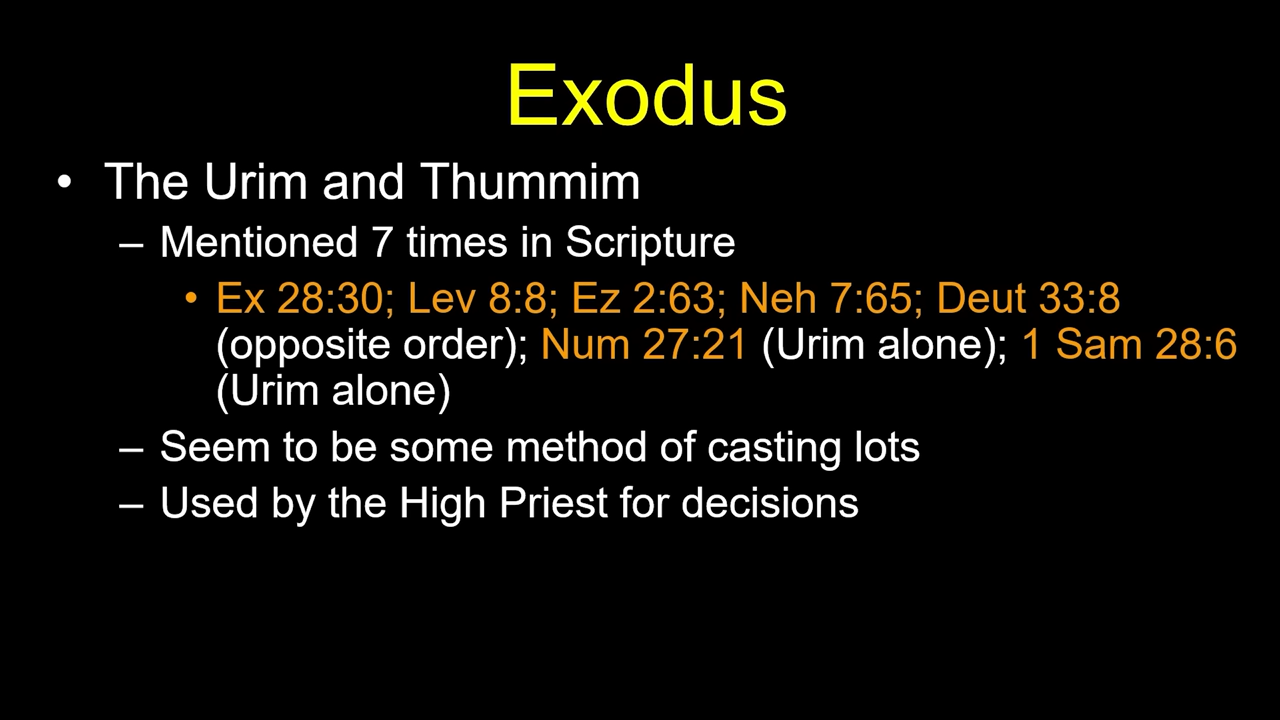 Exodus
• The Urim and Thummim
– Mentioned 7 times in Scripture
• Ex 28:30; Lev 8:8; Ez 2:63; Neh 7:65; Deut 33:8
(opposite order); Num 27:21 (Urim alone); 1 Sam 28:6
(Urim alone)
– Seem to be some method of casting lots
– Used by the High Priest for decisions